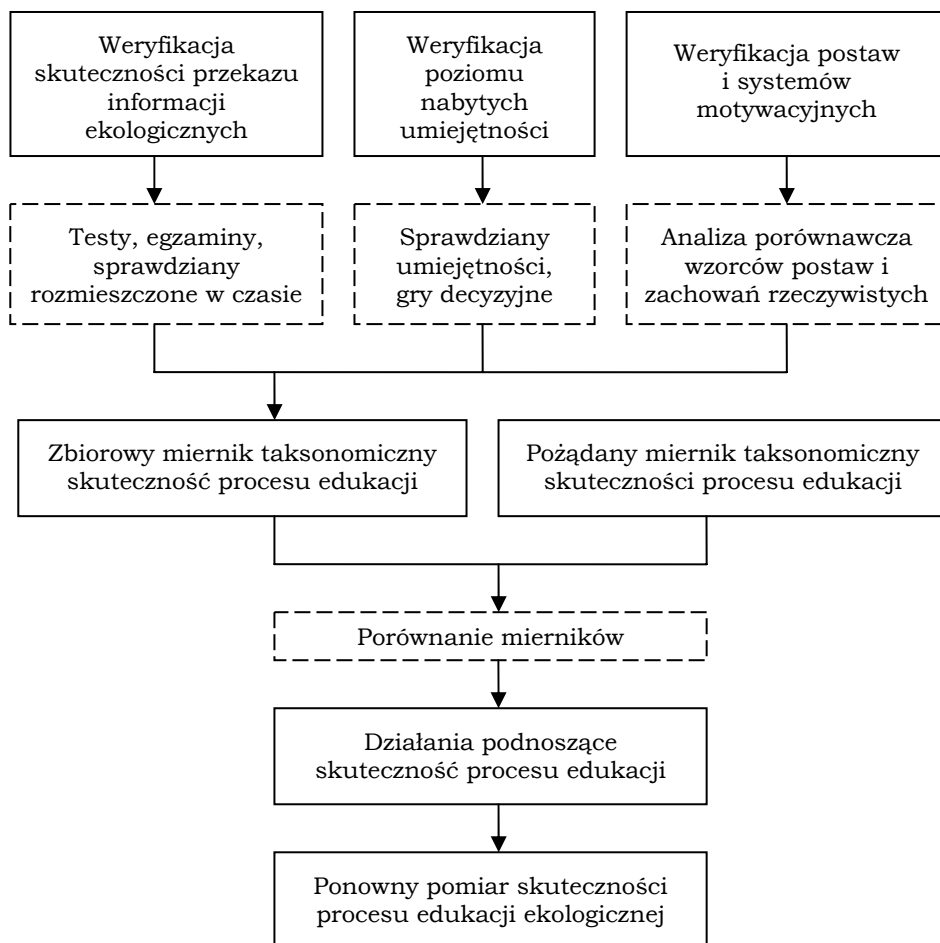 Weryfikacja
skuteczności przekazu
informacji
ekologicznych
Weryfikacja
poziomu
nabytych
umiejętności
Weryfikacja postaw
i systemów
motywacyjnych
Testy, egzaminy,
sprawdziany
rozmieszczone w czasie
Sprawdziany
umiejętności,
gry decyzyjne
Analiza porównawcza
wzorców postaw i
zachowań rzeczywistych
Zbiorowy miernik taksonomiczny
skuteczność procesu edukacji
Pożądany miernik taksonomiczny
skuteczności procesu edukacji
Porównanie mierników
Działania podnoszące
skuteczność procesu edukacji
Ponowny pomiar skuteczności
procesu edukacji ekologicznej